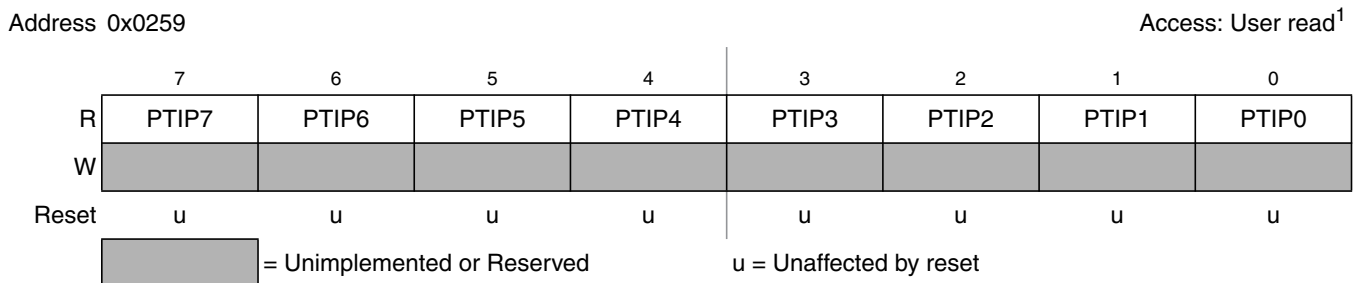 Address 0x0259 Access: User read1
7 6 5 4 3 2 1 0
R PTIP7 PTIP6 PTIP5 PTIP4 PTIP3 PTIP2 PTIP1 PTIP0
W
Reset u u u u u u u u
= Unimplemented or Reserved u = Unaffected by reset